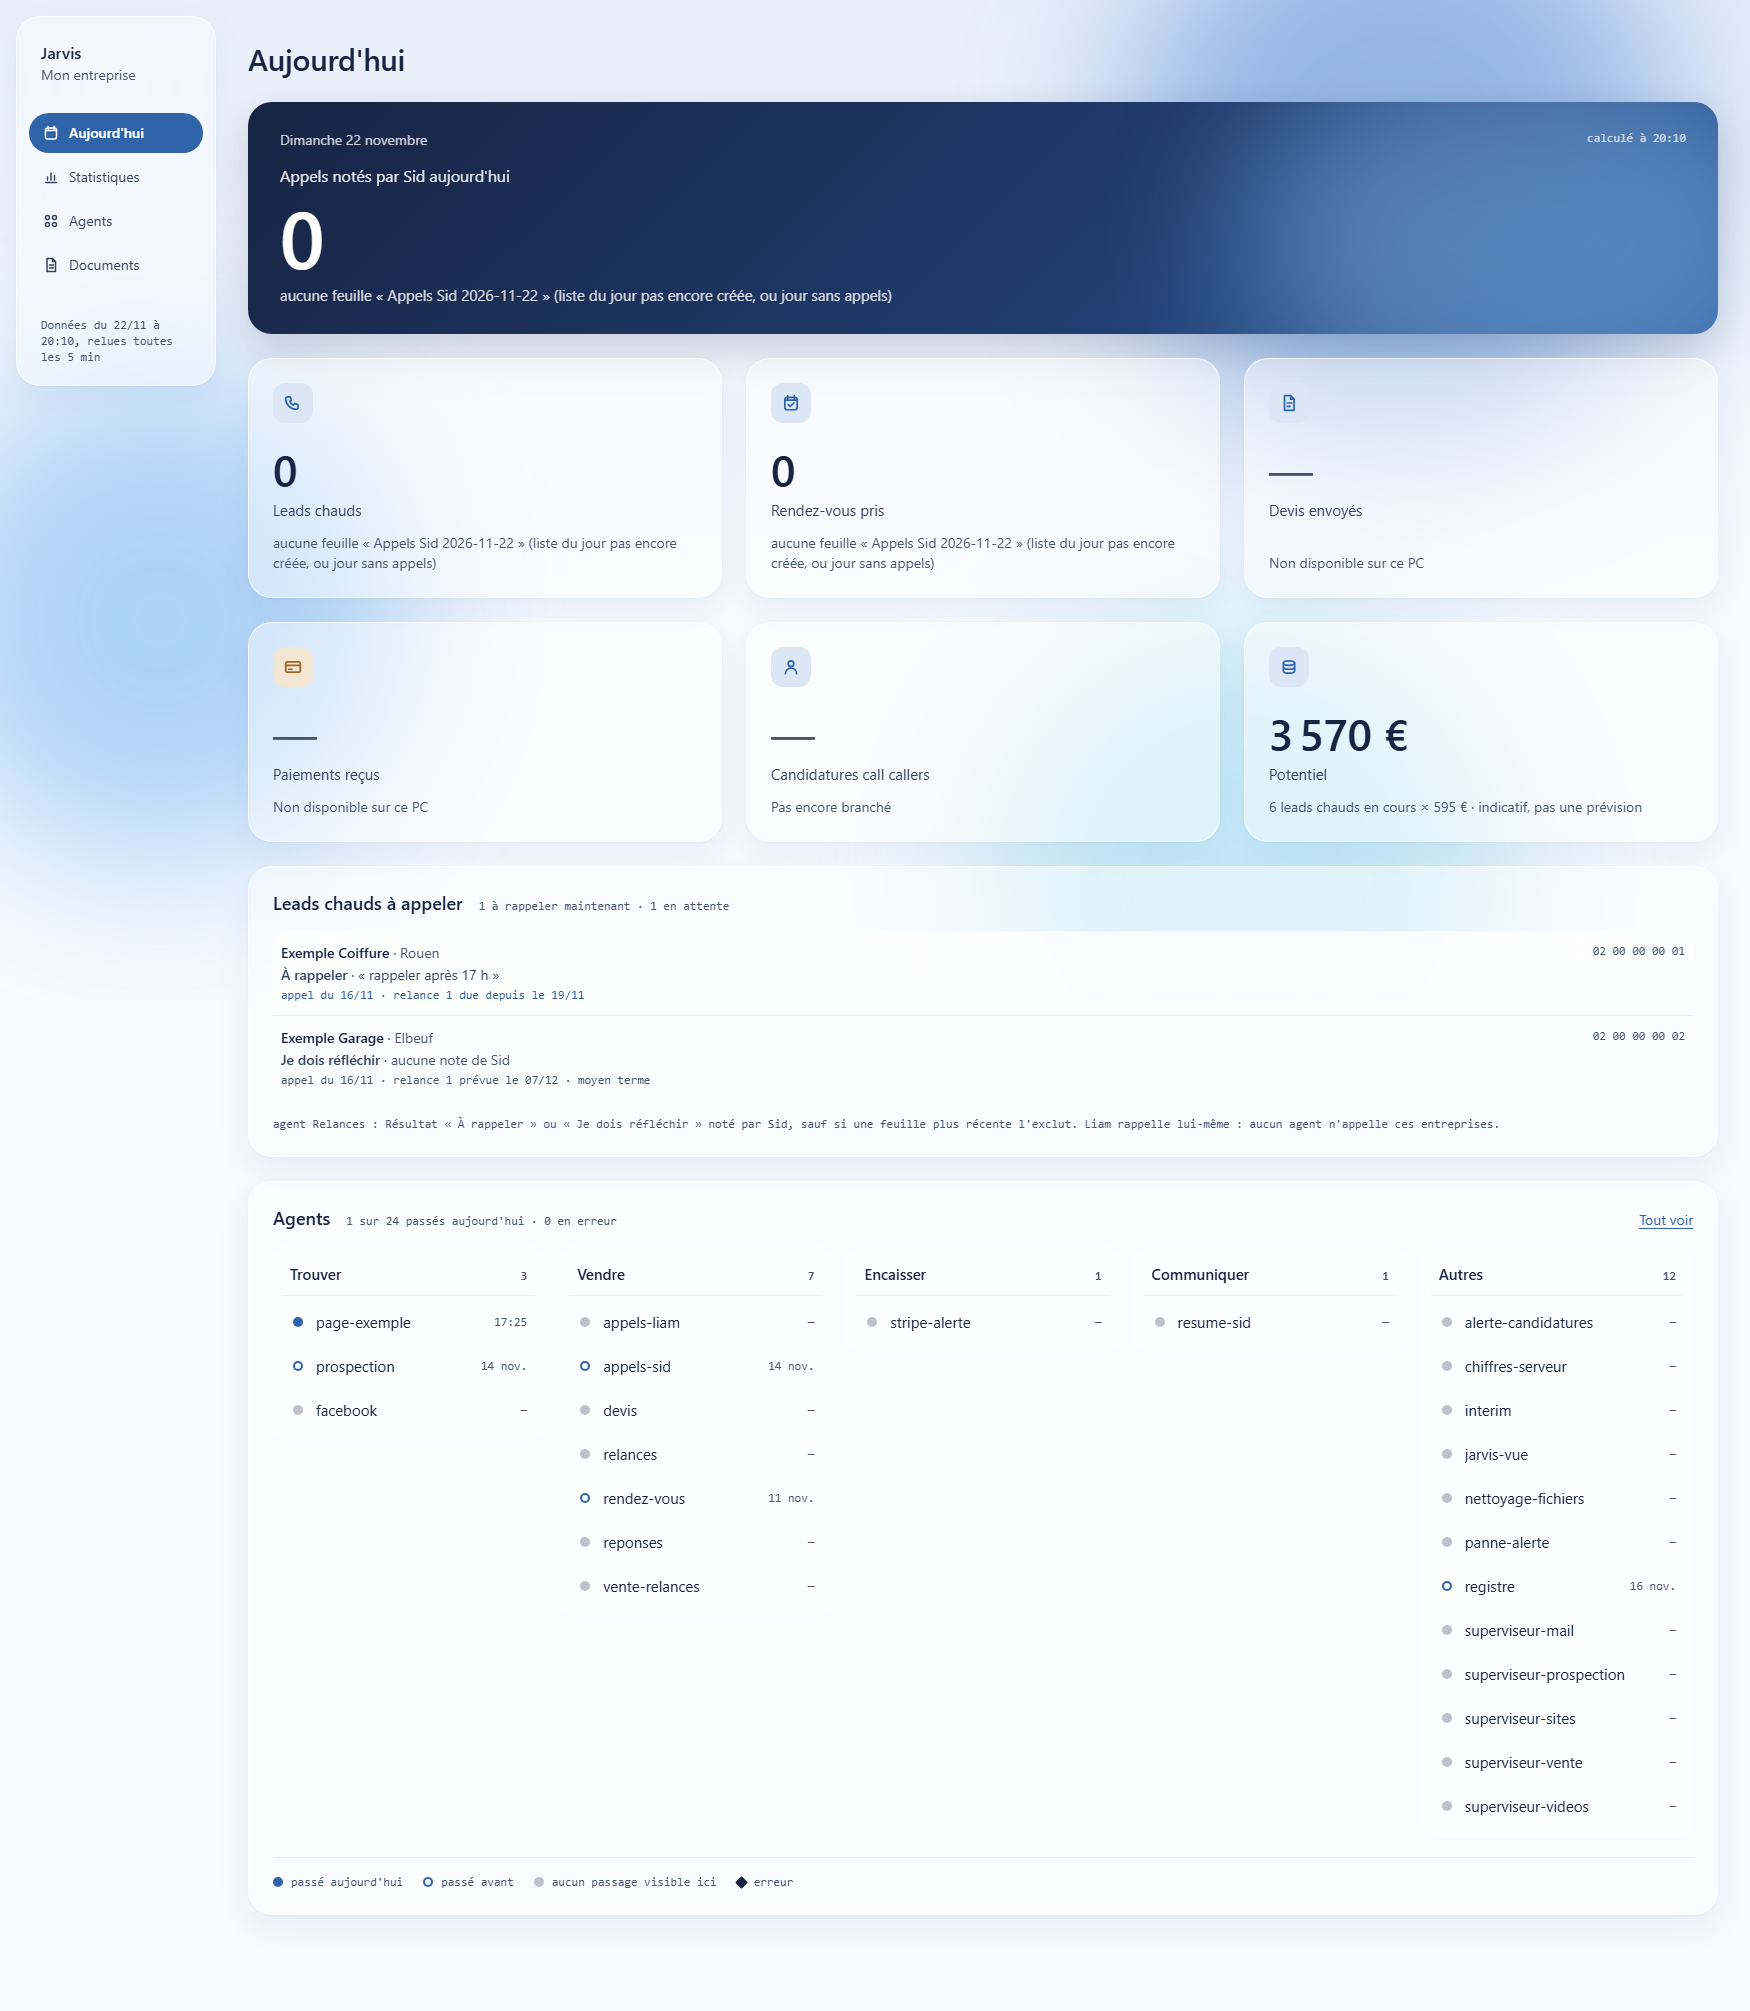 Jarvis
Mon entreprise
Aujourd'hui
Statistiques
Agents
Documents
Données du 22/11 à
20:10, relues toutes
les 5 min
Aujourd'hui
Dimanche 22 novembre
calculé à 20:10
Appels notés par Sid aujourd'hui
0
aucune feuille « Appels Sid 2026-11-22 » (liste du jour pas encore créée, ou jour sans appels)
0
Leads chauds
aucune feuille « Appels Sid 2026-11-22 » (liste du jour pas encore
créée, ou jour sans appels)
0
Rendez-vous pris
aucune feuille « Appels Sid 2026-11-22 » (liste du jour pas encore
créée, ou jour sans appels)
—
Devis envoyés
Non disponible sur ce PC
—
Paiements reçus
Non disponible sur ce PC
—
Candidatures call callers
Pas encore branché
3 570 €
Potentiel
6 leads chauds en cours × 595 € · indicatif, pas une prévision
Leads chauds à appeler 1 à rappeler maintenant · 1 en attente
Exemple Coiffure · Rouen
02 00 00 00 01
À rappeler · « rappeler après 17 h »
appel du 16/11 · relance 1 due depuis le 19/11
Exemple Garage · Elbeuf
02 00 00 00 02
Je dois réfléchir · aucune note de Sid
appel du 16/11 · relance 1 prévue le 07/12 · moyen terme
agent Relances : Résultat « À rappeler » ou « Je dois réfléchir » noté par Sid, sauf si une feuille plus récente l'exclut. Liam rappelle lui-même : aucun agent n'appelle ces entreprises.
Agents 1 sur 24 passés aujourd'hui · 0 en erreur
Tout voir
Trouver 3
page-exemple 17:25
prospection 14 nov.
facebook –
Vendre 7
appels-liam –
appels-sid 14 nov.
devis –
relances –
rendez-vous 11 nov.
reponses –
vente-relances –
Encaisser 1
stripe-alerte –
Communiquer 1
resume-sid –
Autres 12
alerte-candidatures –
chiffres-serveur –
interim –
jarvis-vue –
nettoyage-fichiers –
panne-alerte –
registre 16 nov.
superviseur-mail –
superviseur-prospection –
superviseur-sites –
superviseur-vente –
superviseur-videos –
passé aujourd'hui passé avant aucun passage visible ici erreur